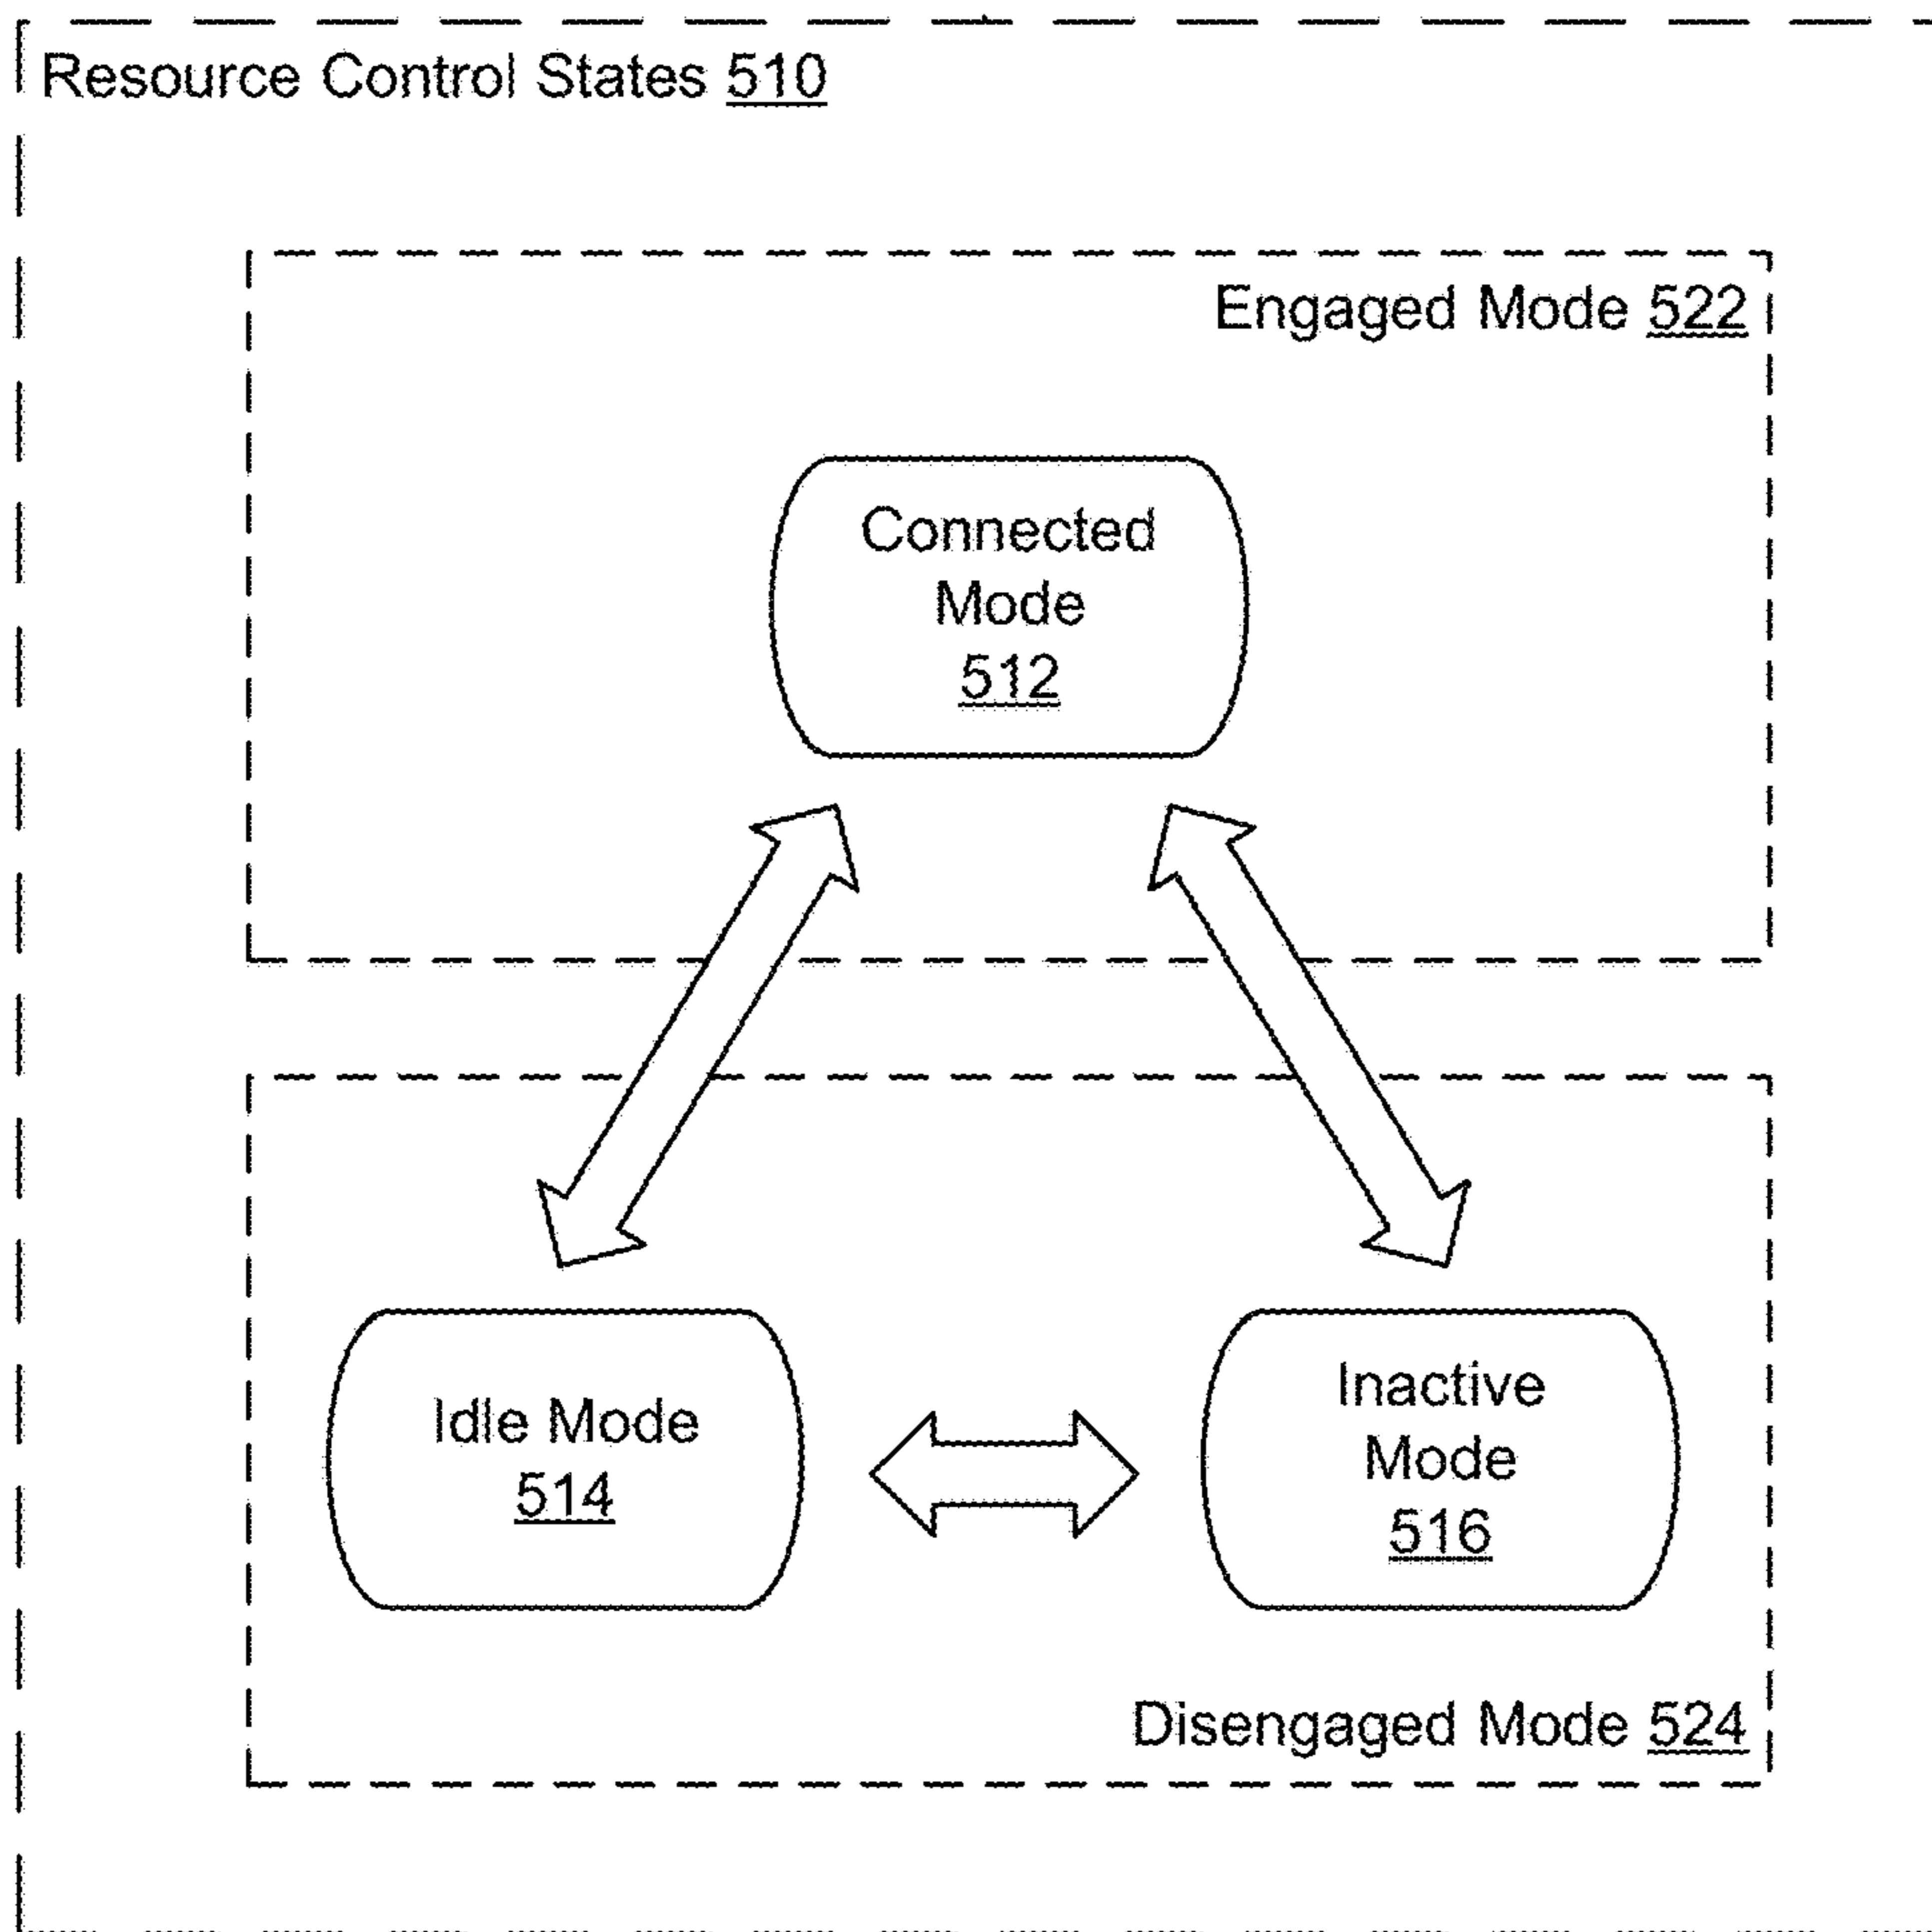 Resource Control States 510
Engaged Mode 522
Connected
Mode
512
Idle Mode
514
Inactive
Mode
516
Disengaged Mode 524